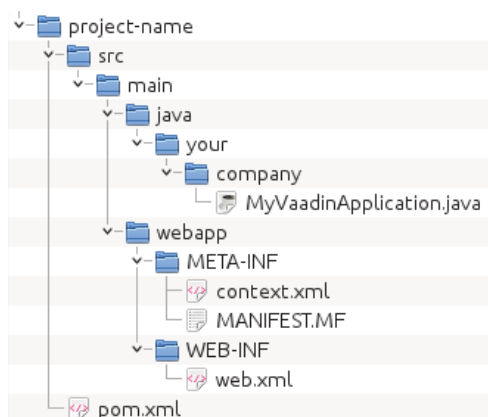 project-name
src
main
java
your
company
MyVaadinApplication.java
webapp
META-INF
context.xml
MANIFEST.MF
WEB-INF
web.xml
pom.xml